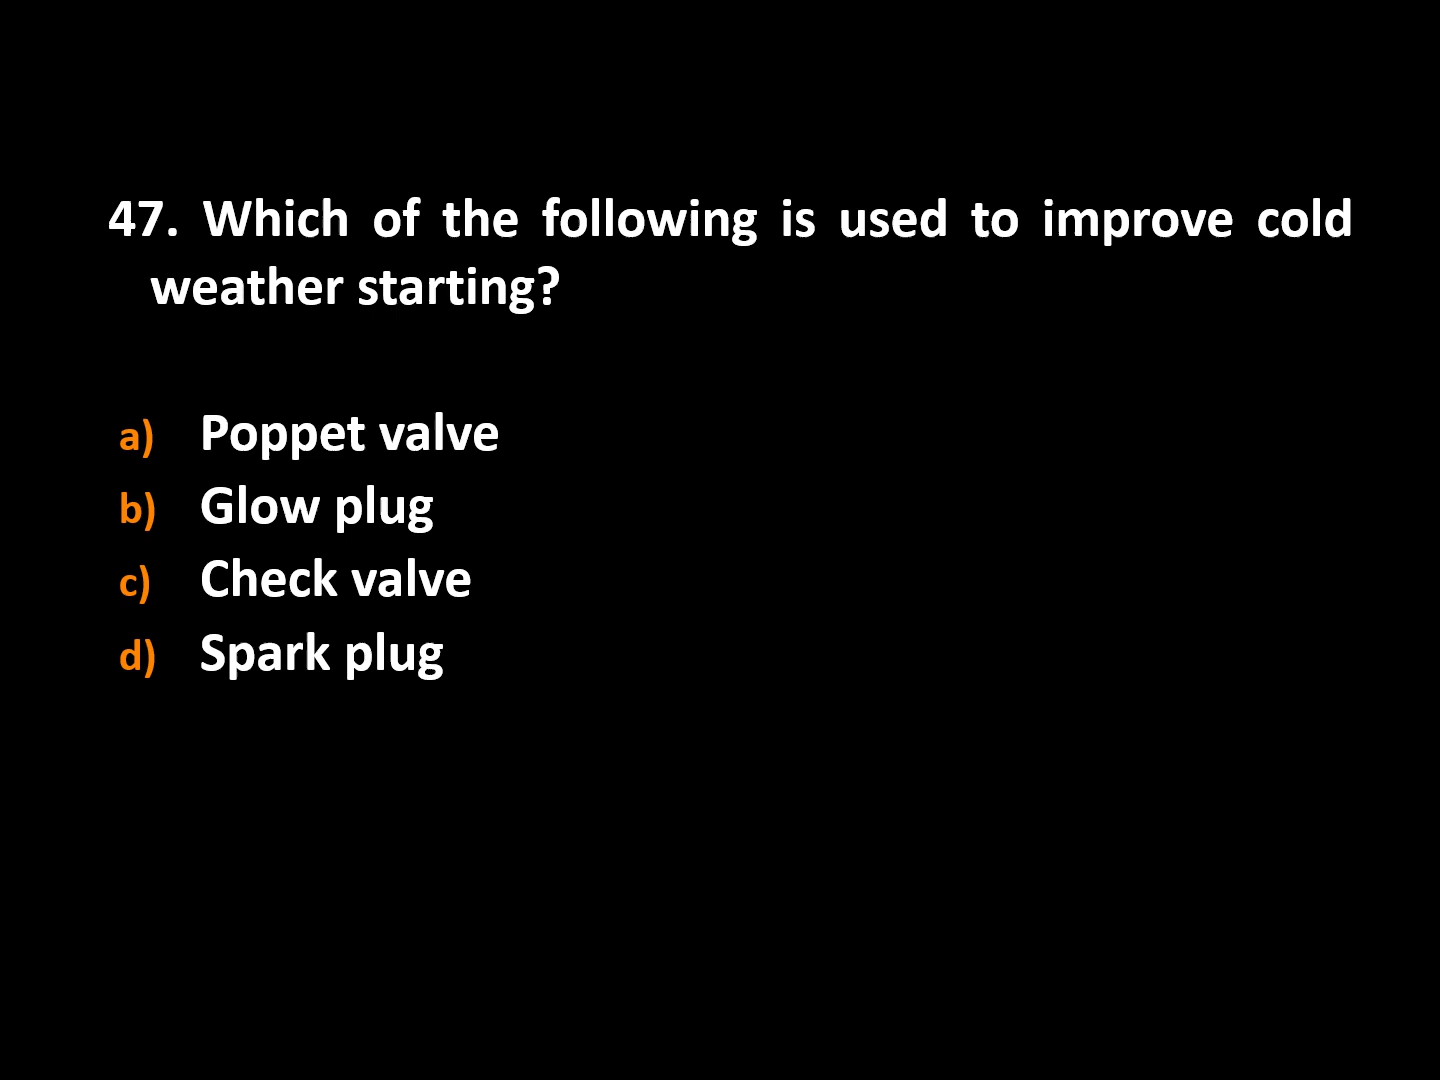 47. Which of the following is used to improve cold
weather starting?
a) Poppet valve
b) Glow plug
c) Check valve
d) Spark plug